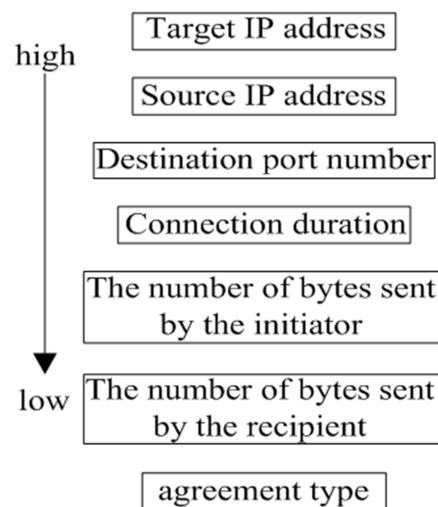 Target IP address
high
Source IP address
Destination port number
Connection duration
The number of bytes sent
by the initiator
low
The number of bytes sent
by the recipient
agreement type